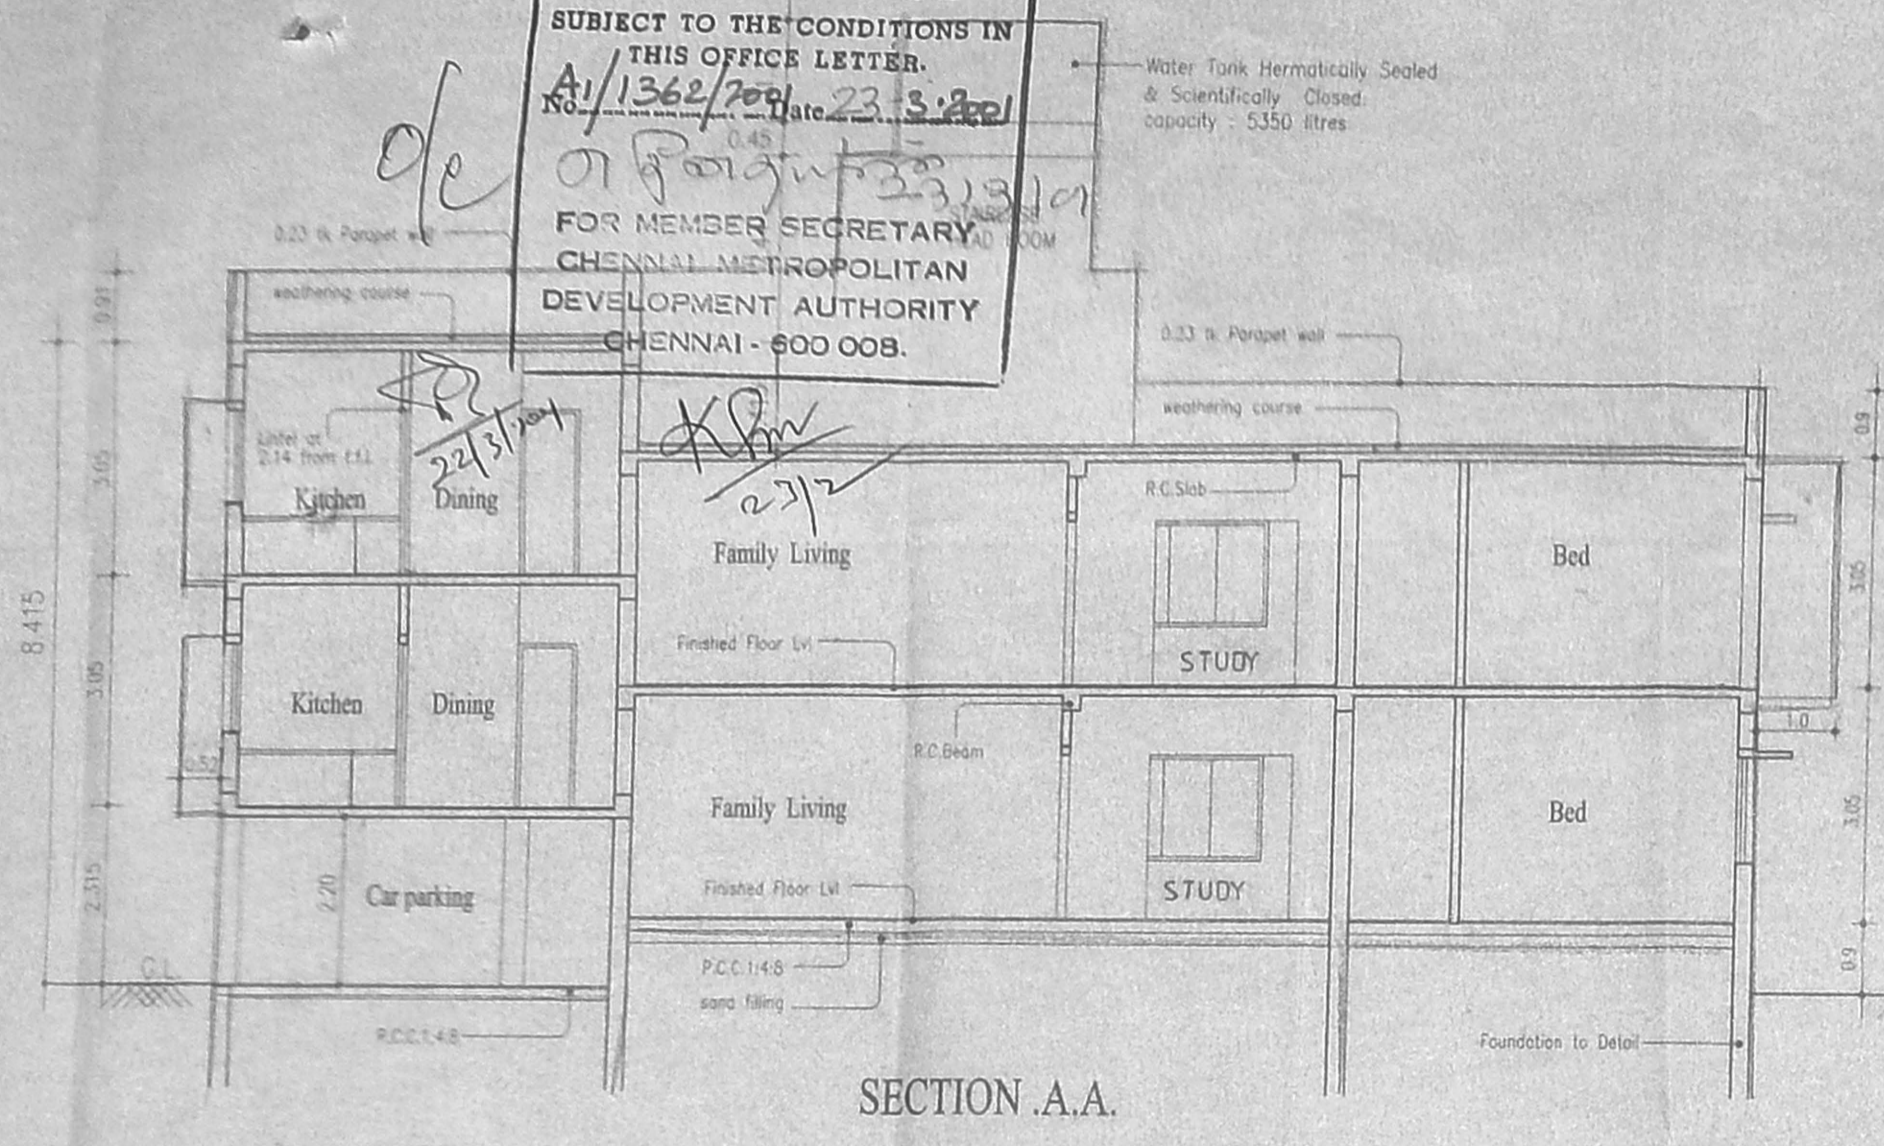 SUBJECT TO THE CONDITIONS IN
THIS OFFICE LETTER.
No A1/1362/2001 Date 23-3-2001
0.45
FOR MEMBER SECRETARY
CHENNAI METROPOLITAN
DEVELOPMENT AUTHORITY
CHENNAI - 600 008.
Water Tank Hermatically Sealed
& Scientifically Closed.
capacity : 5350 litres
STAIRCASE
HEAD ROOM
0.23 tk Parapet wall
weathering course
0.91
0.23 tk Parapet wall
weathering course
0.9
Lintel at
2.14 from f.f.l.
22/3/2001
23/2
3.05
Kitchen
Dining
R.C.Slab
Family Living
Bed
3.05
8.415
Finished Floor Lvl
STUDY
3.05
Kitchen
Dining
1.0
R.C.Beam
0.52
Family Living
Bed
3.05
2.315
2.20
Car parking
Finished Floor Lvl
STUDY
G.L
P.C.C.1:4:8
sand filling
0.9
P.C.C.1:4:8
Foundation to Detail
SECTION .A.A.